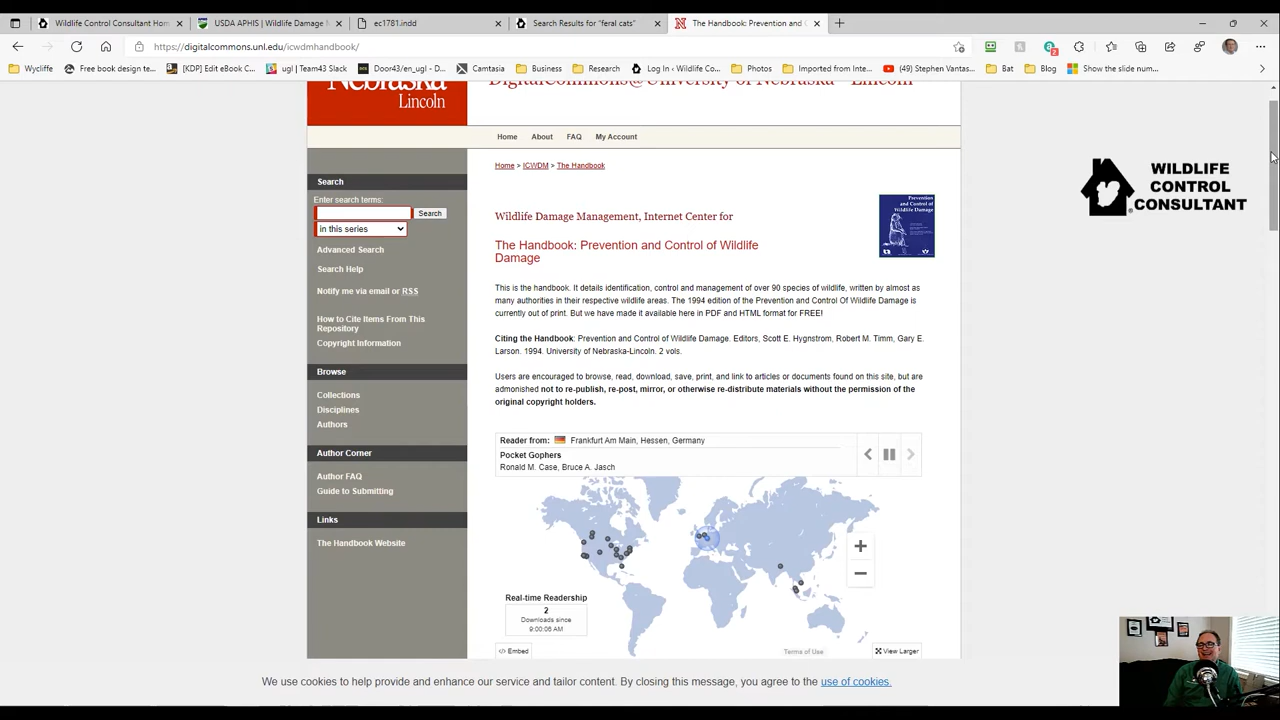 Wildlife Control Consultant Hom
USDA APHIS | Wildlife Damage M
ec1781.indd
Search Results for "feral cats"
The Handbook: Prevention and C
https://digitalcommons.unl.edu/icwdmhandbook/
Wycliffe
Free book design te...
[KDP] Edit eBook C...
ugl | Team43 Slack
Door43/en_ugl - D...
Camtasia
Business
Research
Log In ‹ Wildlife Co...
Photos
Imported from Inte...
(49) Stephen Vantas...
Bat
Blog
Show the slide num...
Nebraska
Lincoln
DigitalCommons@University of Nebraska - Lincoln
Home About FAQ My Account
Home > ICWDM > The Handbook
Search
Enter search terms:
Search
in this series
Advanced Search
Search Help
Notify me via email or RSS
How to Cite Items From This
Repository
Copyright Information
Browse
Collections
Disciplines
Authors
Author Corner
Author FAQ
Guide to Submitting
Links
The Handbook Website
Wildlife Damage Management, Internet Center for
The Handbook: Prevention and Control of Wildlife
Damage
Prevention
and Control of
Wildlife Damage
This is the handbook. It details identification, control and management of over 90 species of wildlife, written by almost as
many authorities in their respective wildlife areas. The 1994 edition of the Prevention and Control Of Wildlife Damage is
currently out of print. But we have made it available here in PDF and HTML format for FREE!
Citing the Handbook: Prevention and Control of Wildlife Damage. Editors, Scott E. Hygnstrom, Robert M. Timm, Gary E.
Larson. 1994. University of Nebraska-Lincoln. 2 vols.
Users are encouraged to browse, read, download, save, print, and link to articles or documents found on this site, but are
admonished not to re-publish, re-post, mirror, or otherwise re-distribute materials without the permission of the
original copyright holders.
Reader from: Frankfurt Am Main, Hessen, Germany
Pocket Gophers
Ronald M. Case, Bruce A. Jasch
Real-time Readership
2
Downloads since
9:00:06 AM
</> Embed
Terms of Use
View Larger
We use cookies to help provide and enhance our service and tailor content. By closing this message, you agree to the use of cookies.
WILDLIFE
CONTROL
CONSULTANT